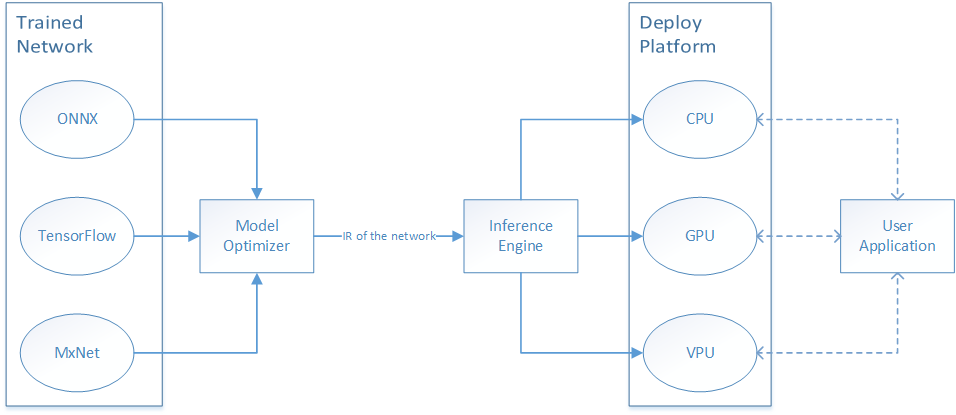 Trained
Network
ONNX
TensorFlow
MxNet
Model
Optimizer
IR of the network
Inference
Engine
Deploy
Platform
CPU
GPU
VPU
User
Application